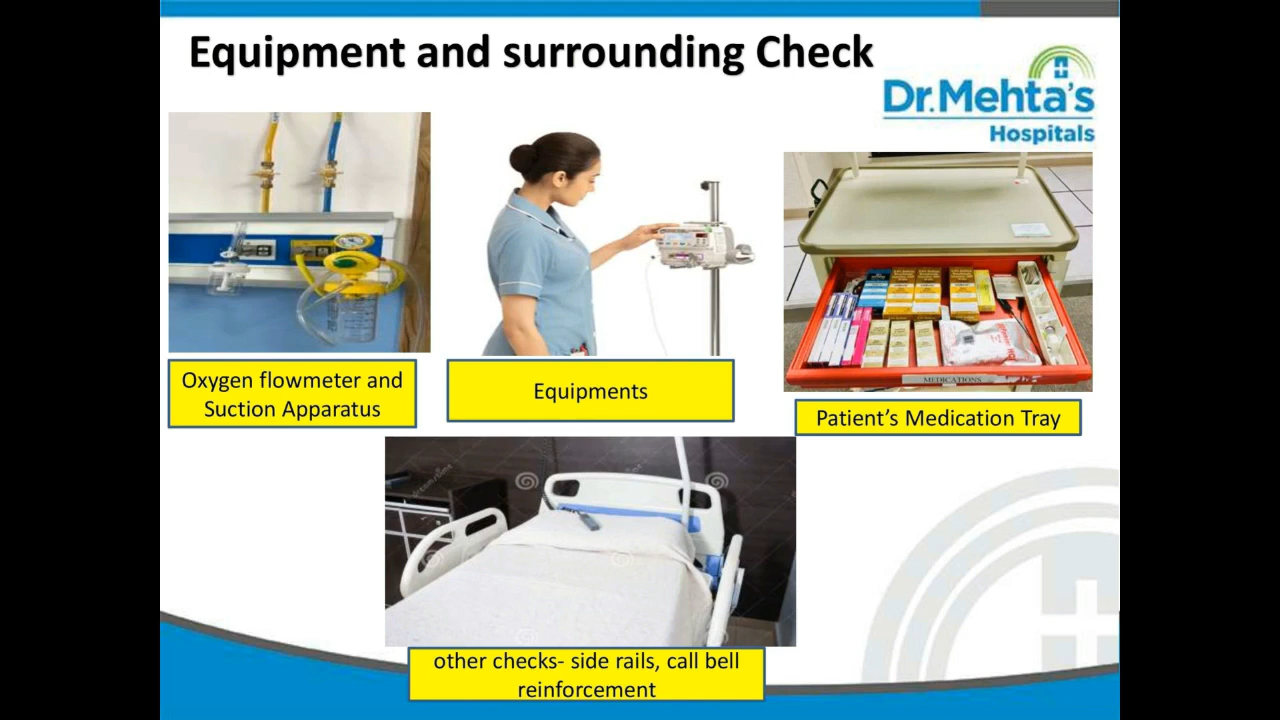 Equipment and surrounding Check
Dr.Mehta's
Hospitals
Oxygen flowmeter and
Suction Apparatus
Equipments
MEDICATIONS
Patient’s Medication Tray
other checks- side rails, call bell
reinforcement